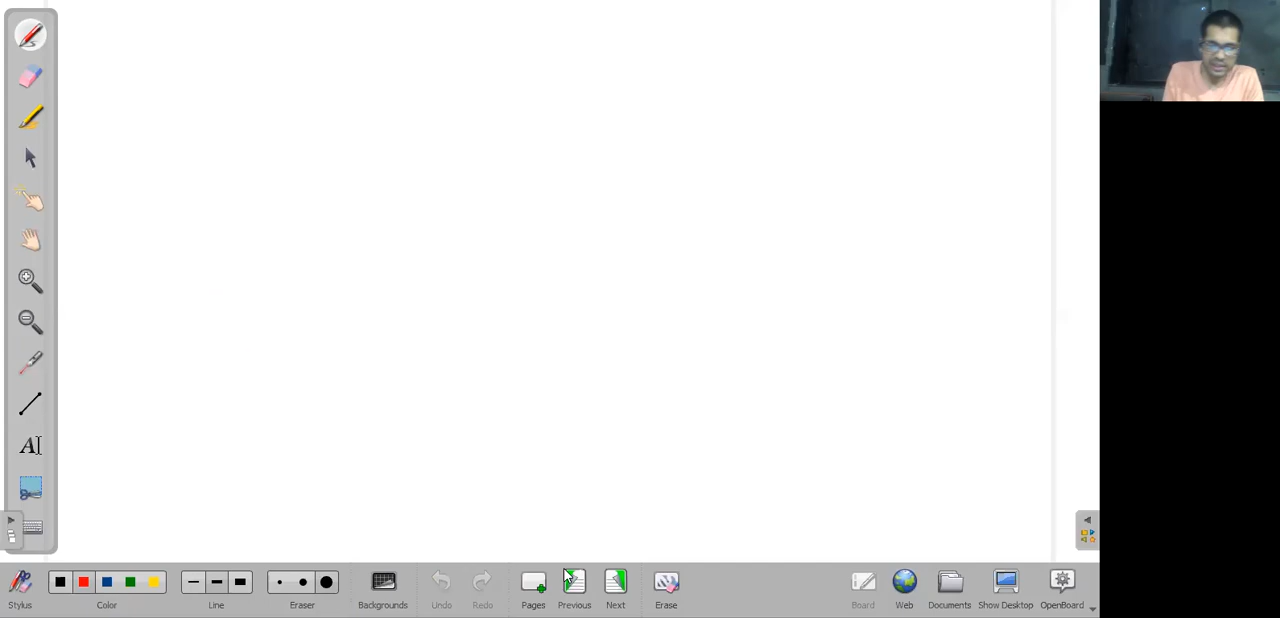 A
Stylus
Color
Line
Eraser
Backgrounds
Undo
Redo
Pages
Previous
Next
Erase
Board
Web
Documents
Show Desktop
OpenBoard